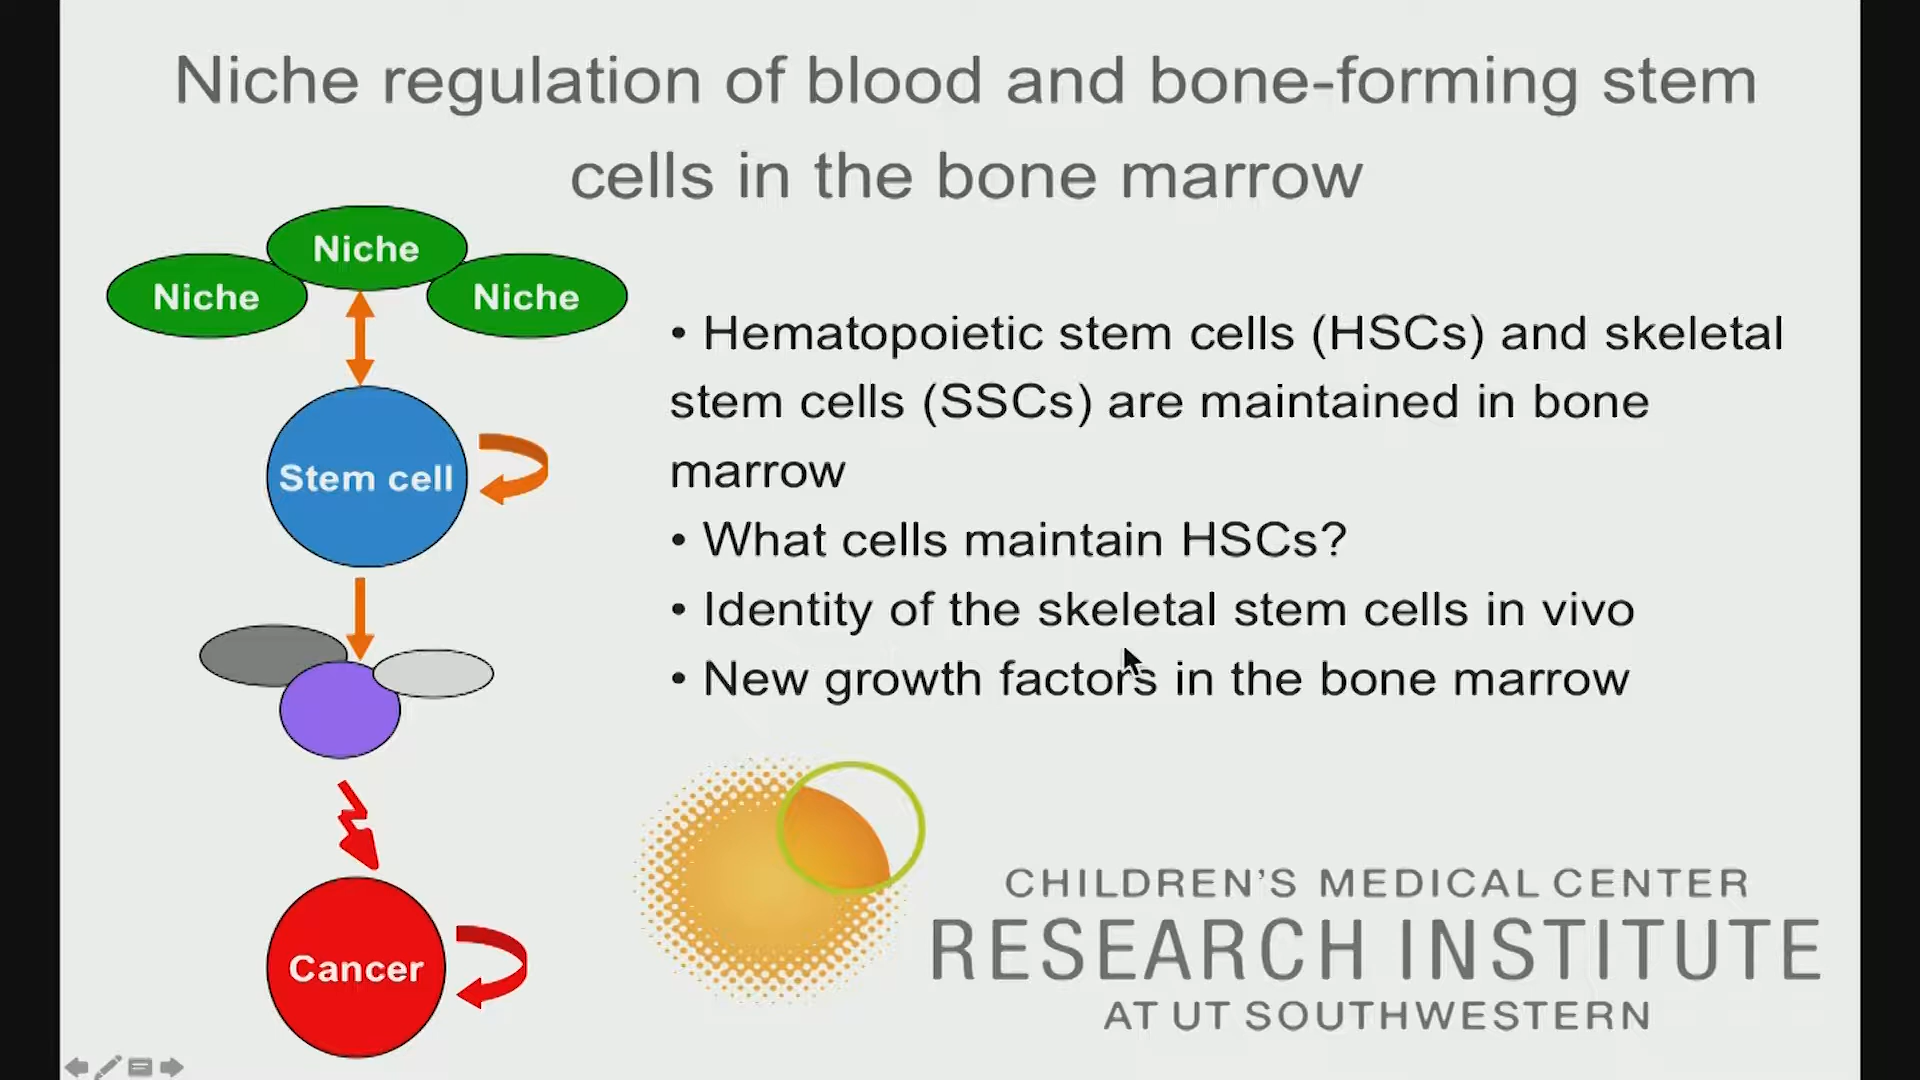 Niche regulation of blood and bone-forming stem
cells in the bone marrow
Niche
Niche
Niche
Stem cell
Cancer
• Hematopoietic stem cells (HSCs) and skeletal
stem cells (SSCs) are maintained in bone
marrow
• What cells maintain HSCs?
• Identity of the skeletal stem cells in vivo
• New growth factors in the bone marrow
CHILDREN'S MEDICAL CENTER
RESEARCH INSTITUTE
AT UT SOUTHWESTERN